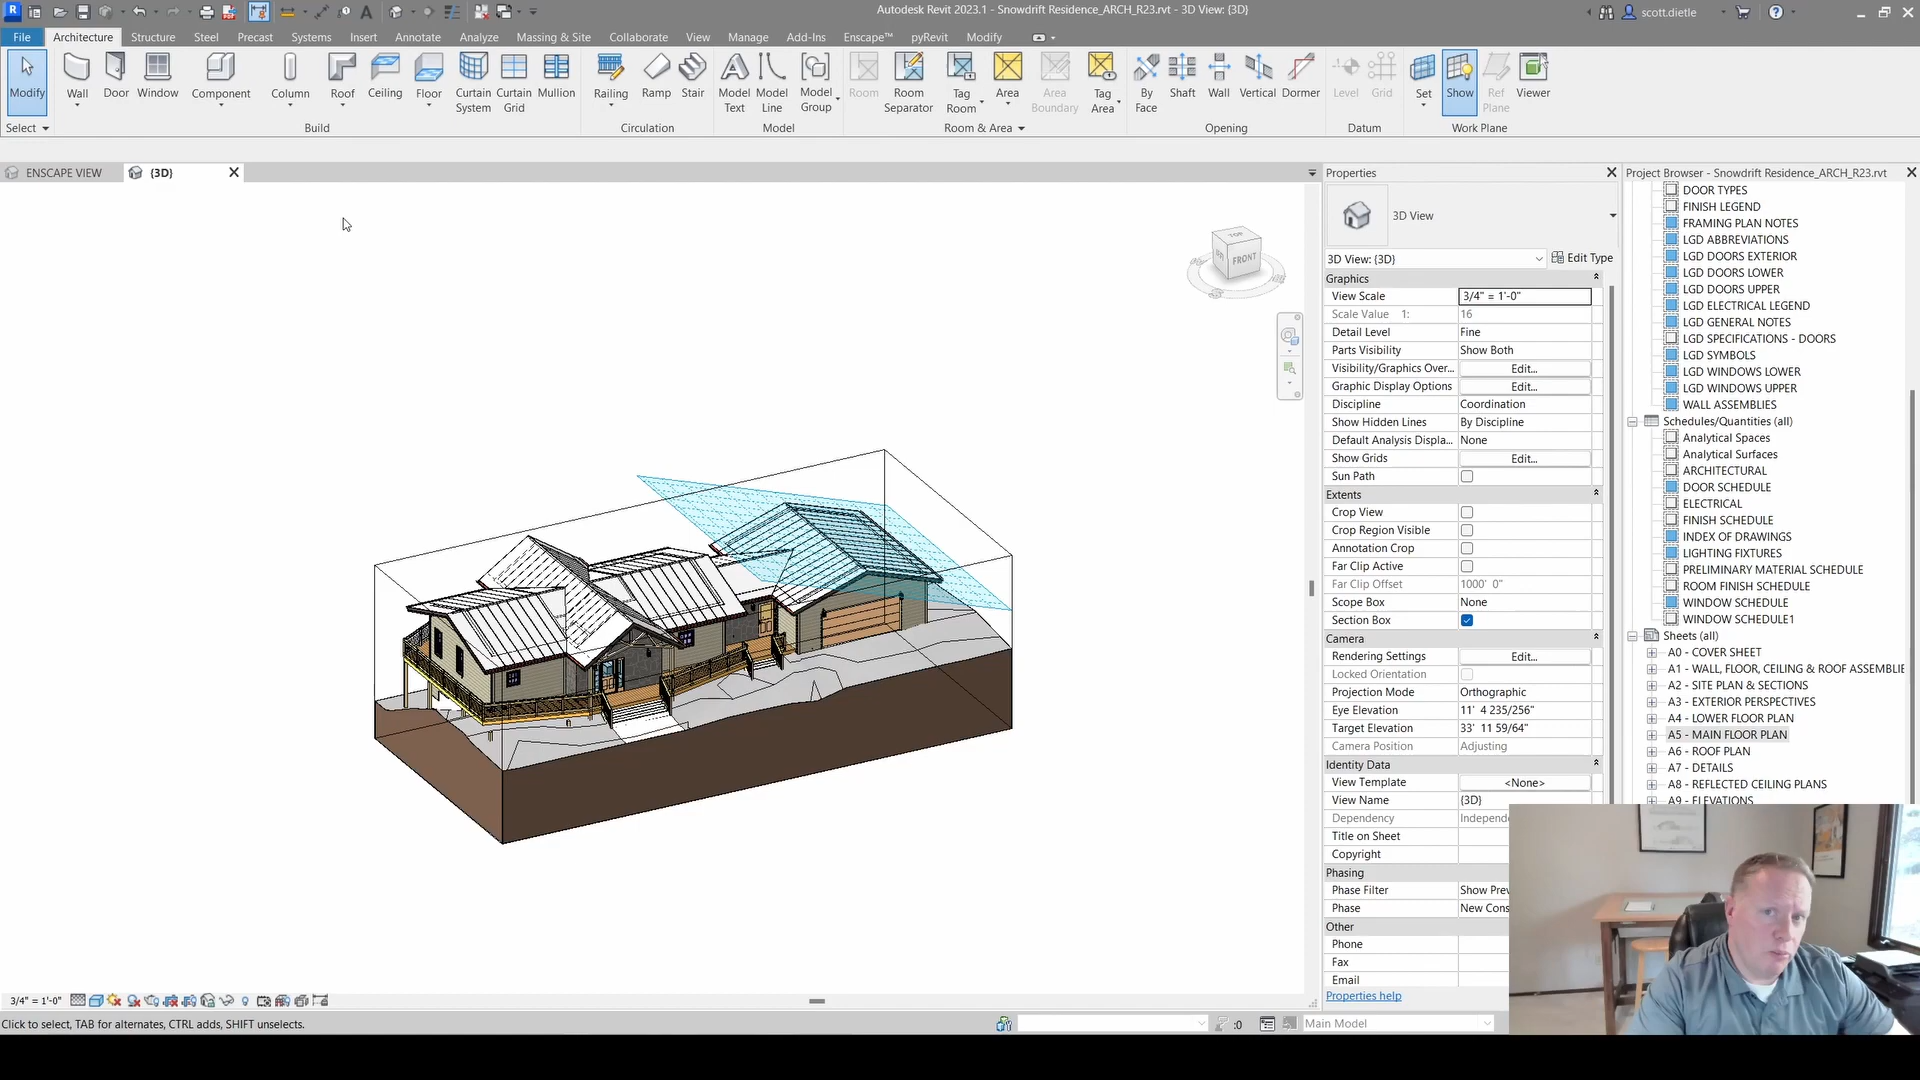 Autodesk Revit 2023.1 - Snowdrift Residence_ARCH_R23.rvt - 3D View: {3D}
scott.dietle
File Architecture Structure Steel Precast Systems Insert Annotate Analyze Massing & Site Collaborate View Manage Add-Ins Enscape™ pyRevit Modify
Modify Wall Door Window Component Column Roof Ceiling Floor Curtain System Curtain Grid Mullion Railing Ramp Stair Model Text Model Line Model Group Room Room Separator Tag Room Area Area Boundary Tag Area By Face Shaft Wall Vertical Dormer Level Grid Set Show Ref Plane Viewer
Select Build Circulation Model Room & Area Opening Datum Work Plane
ENSCAPE VIEW {3D}
TOP
FRONT
Properties
3D View
3D View: {3D} Edit Type
Graphics
View Scale 3/4" = 1'-0"
Scale Value 1: 16
Detail Level Fine
Parts Visibility Show Both
Visibility/Graphics Over... Edit...
Graphic Display Options Edit...
Discipline Coordination
Show Hidden Lines By Discipline
Default Analysis Displa... None
Show Grids Edit...
Sun Path
Extents
Crop View
Crop Region Visible
Annotation Crop
Far Clip Active
Far Clip Offset 1000' 0"
Scope Box None
Section Box
Camera
Rendering Settings Edit...
Locked Orientation
Projection Mode Orthographic
Eye Elevation 11' 4 235/256"
Target Elevation 33' 11 59/64"
Camera Position Adjusting
Identity Data
View Template <None>
View Name {3D}
Dependency Independ
Title on Sheet
Copyright
Phasing
Phase Filter Show Prev
Phase New Cons
Other
Phone
Fax
Email
Properties help
Project Browser - Snowdrift Residence_ARCH_R23.rvt
DOOR TYPES
FINISH LEGEND
FRAMING PLAN NOTES
LGD ABBREVIATIONS
LGD DOORS EXTERIOR
LGD DOORS LOWER
LGD DOORS UPPER
LGD ELECTRICAL LEGEND
LGD GENERAL NOTES
LGD SPECIFICATIONS - DOORS
LGD SYMBOLS
LGD WINDOWS LOWER
LGD WINDOWS UPPER
WALL ASSEMBLIES
Schedules/Quantities (all)
Analytical Spaces
Analytical Surfaces
ARCHITECTURAL
DOOR SCHEDULE
ELECTRICAL
FINISH SCHEDULE
INDEX OF DRAWINGS
LIGHTING FIXTURES
PRELIMINARY MATERIAL SCHEDULE
ROOM FINISH SCHEDULE
WINDOW SCHEDULE
WINDOW SCHEDULE1
Sheets (all)
A0 - COVER SHEET
A1 - WALL, FLOOR, CEILING & ROOF ASSEMBLIE
A2 - SITE PLAN & SECTIONS
A3 - EXTERIOR PERSPECTIVES
A4 - LOWER FLOOR PLAN
A5 - MAIN FLOOR PLAN
A6 - ROOF PLAN
A7 - DETAILS
A8 - REFLECTED CEILING PLANS
A9 - ELEVATIONS
3/4" = 1'-0"
Click to select, TAB for alternates, CTRL adds, SHIFT unselects. :0 Main Model